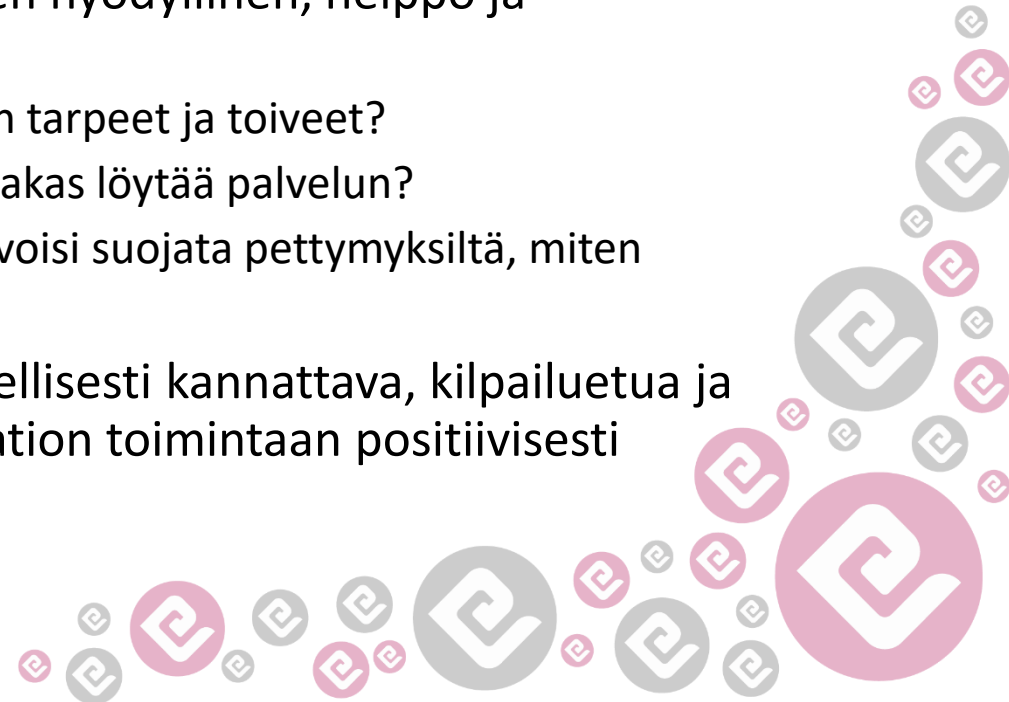 en hyödyllinen, helppo ja
n tarpeet ja toiveet?
akas löytää palvelun?
voisi suojata pettymyksiltä, miten
ellisesti kannattava, kilpailuetua ja
ation toimintaan positiivisesti